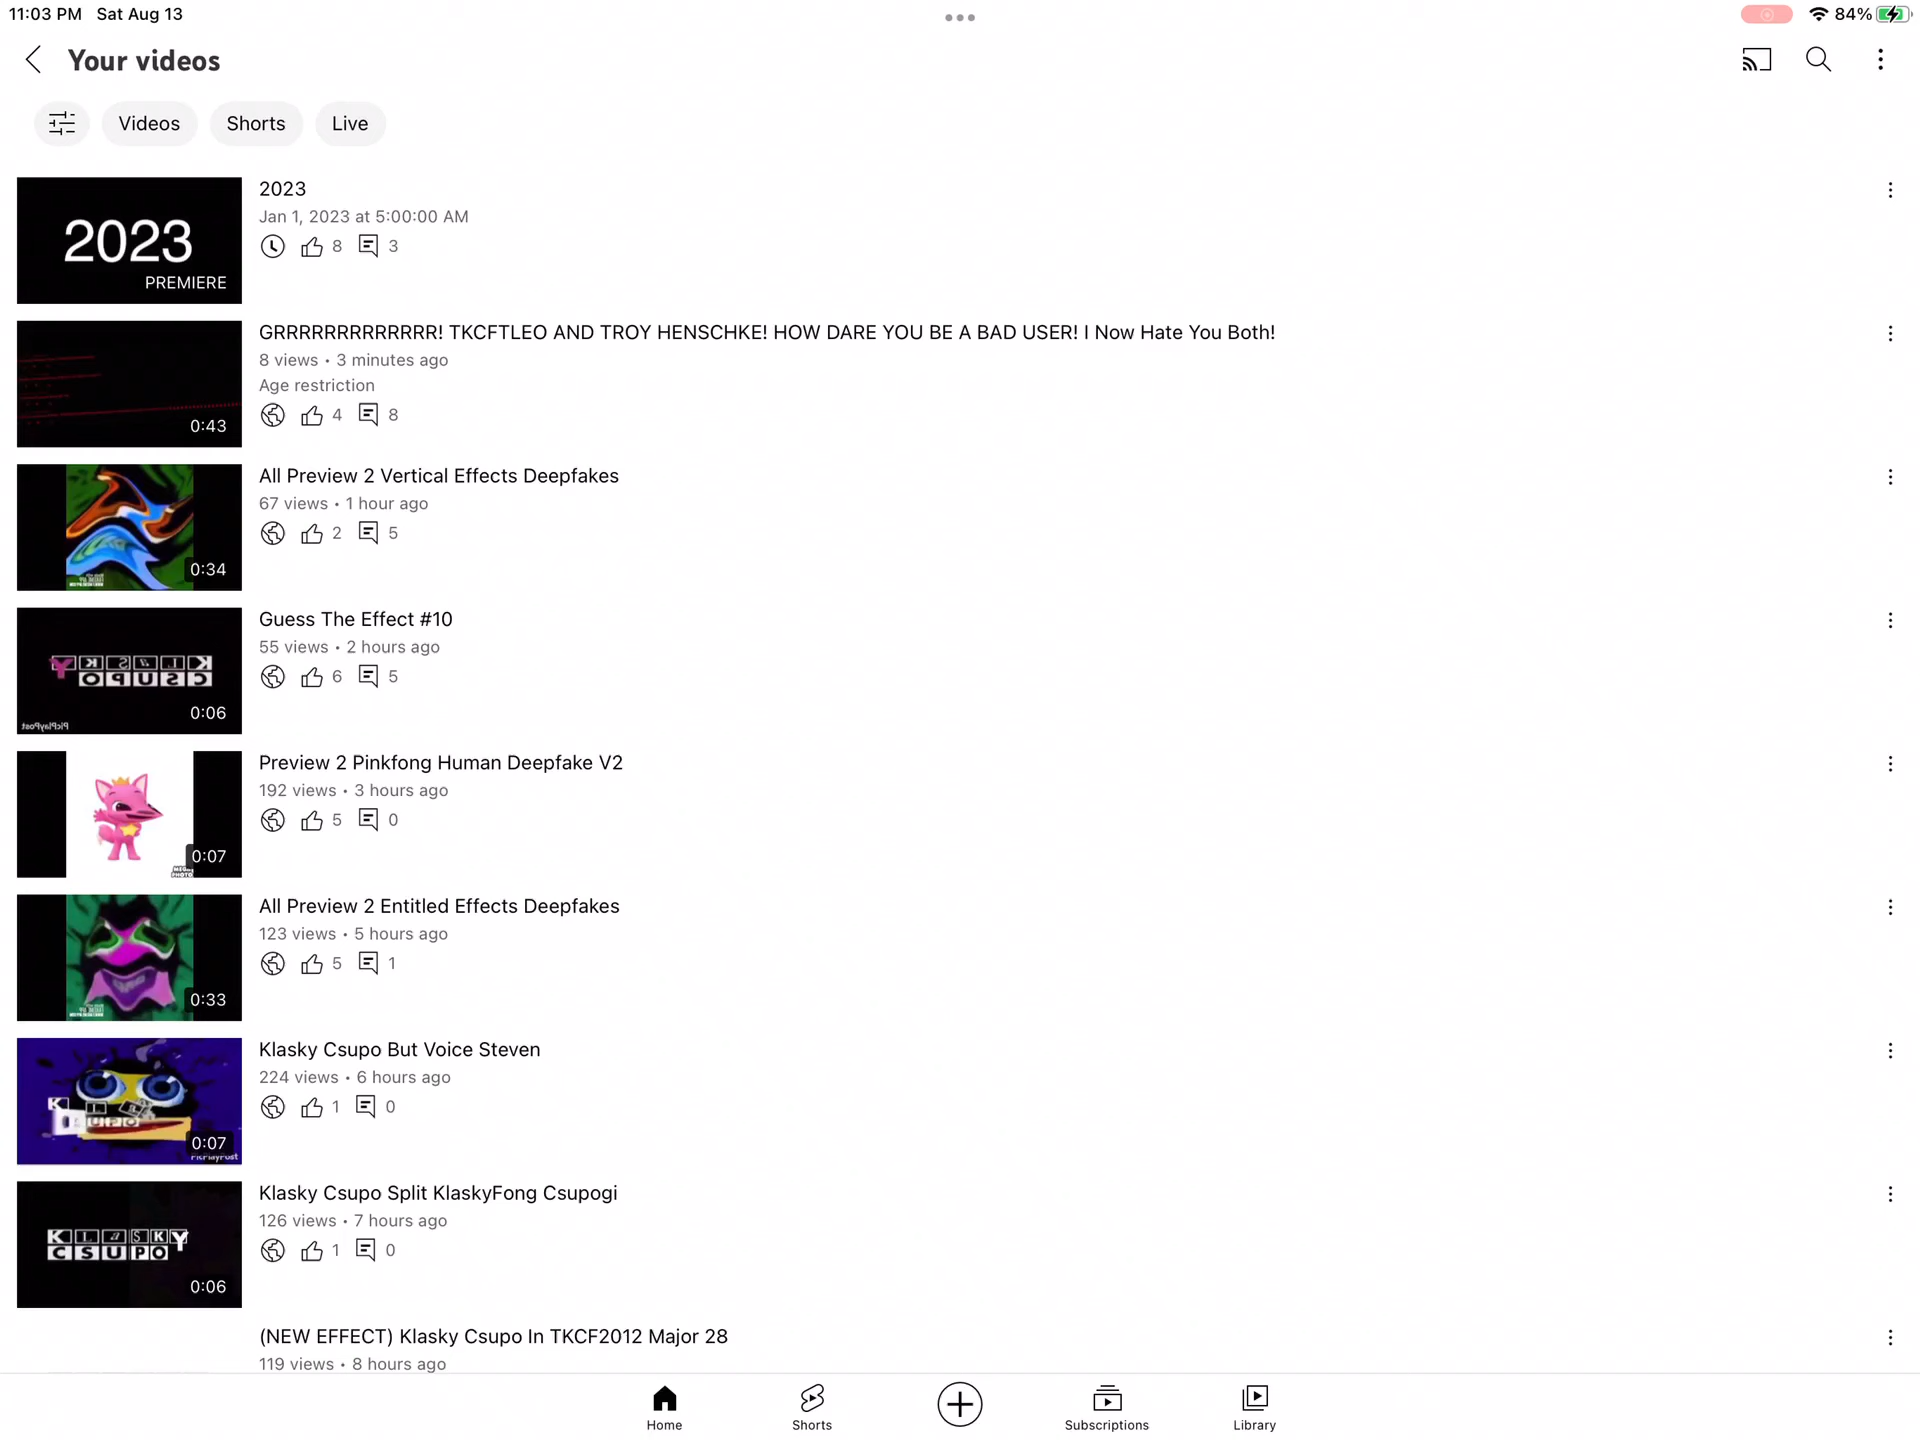 11:03 PM Sat Aug 13
84%
Your videos
Videos
Shorts
Live
2023
PREMIERE
2023
Jan 1, 2023 at 5:00:00 AM
8 3
0:43
GRRRRRRRRRRRRR! TKCFTLEO AND TROY HENSCHKE! HOW DARE YOU BE A BAD USER! I Now Hate You Both!
8 views • 3 minutes ago
Age restriction
4 8
0:34
All Preview 2 Vertical Effects Deepfakes
67 views • 1 hour ago
2 5
KLASKY
CSUPO
0:06
PicPlayPost
Guess The Effect #10
55 views • 2 hours ago
6 5
0:07
Preview 2 Pinkfong Human Deepfake V2
192 views • 3 hours ago
5 0
0:33
All Preview 2 Entitled Effects Deepfakes
123 views • 5 hours ago
5 1
0:07
PicPlayPost
Klasky Csupo But Voice Steven
224 views • 6 hours ago
1 0
KLaSKY
CSUPO
0:06
Klasky Csupo Split KlaskyFong Csupogi
126 views • 7 hours ago
1 0
(NEW EFFECT) Klasky Csupo In TKCF2012 Major 28
119 views • 8 hours ago
Home
Shorts
Subscriptions
Library